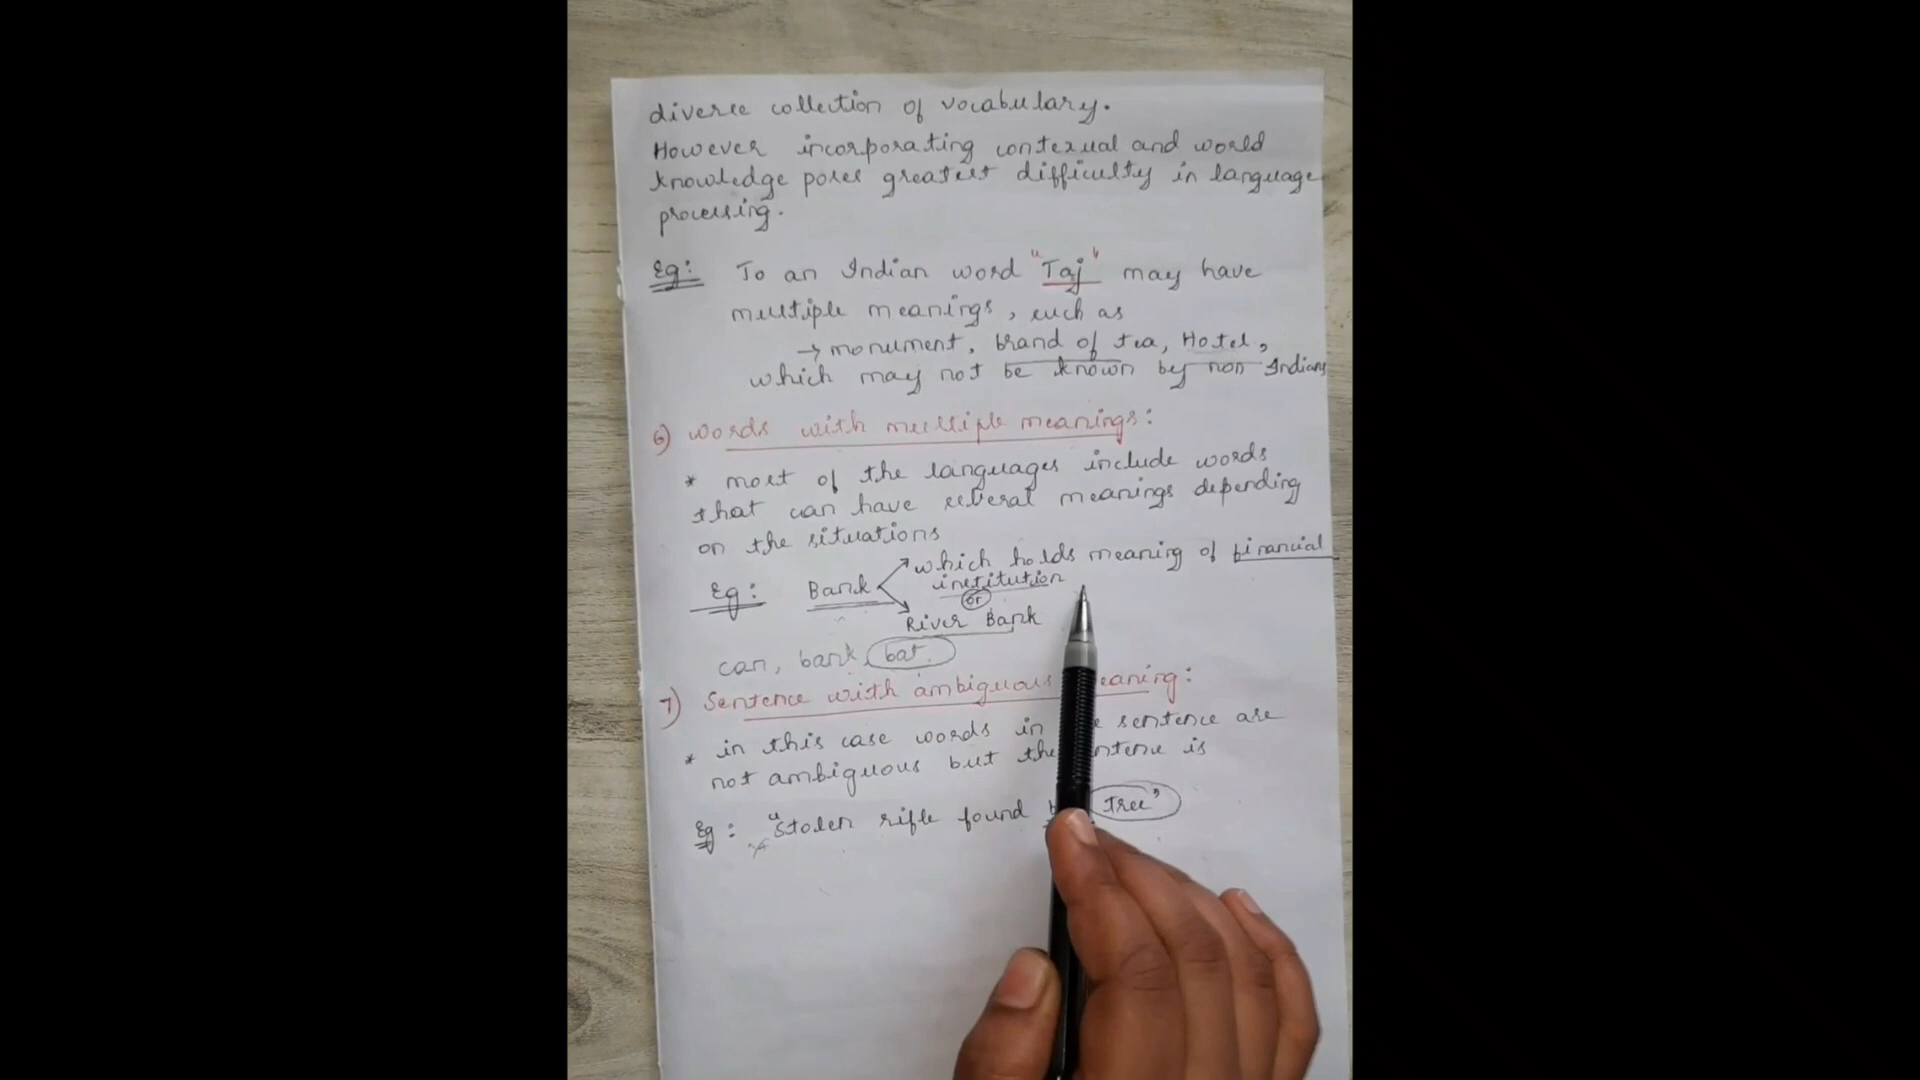 diverse collection of vocabulary.
However incorporating contexual and world
knowledge poses greatest difficulty in language
processing.
Eg: To an Indian word "Taj" may have
multiple meanings, such as
→ monument, brand of tea, Hotel,
which may not be known by non Indians
6) words with multiple meanings:
* most of the languages include words
that can have several meanings depending
on the situations
Eg: Bank which holds meaning of financial
institution
or
River Bank
can, bank, bat.
7) Sentence with ambiguous meaning:
* in this case words in sentence are
not ambiguous but the sentence is
Eg: "Stolen rifle found tree"